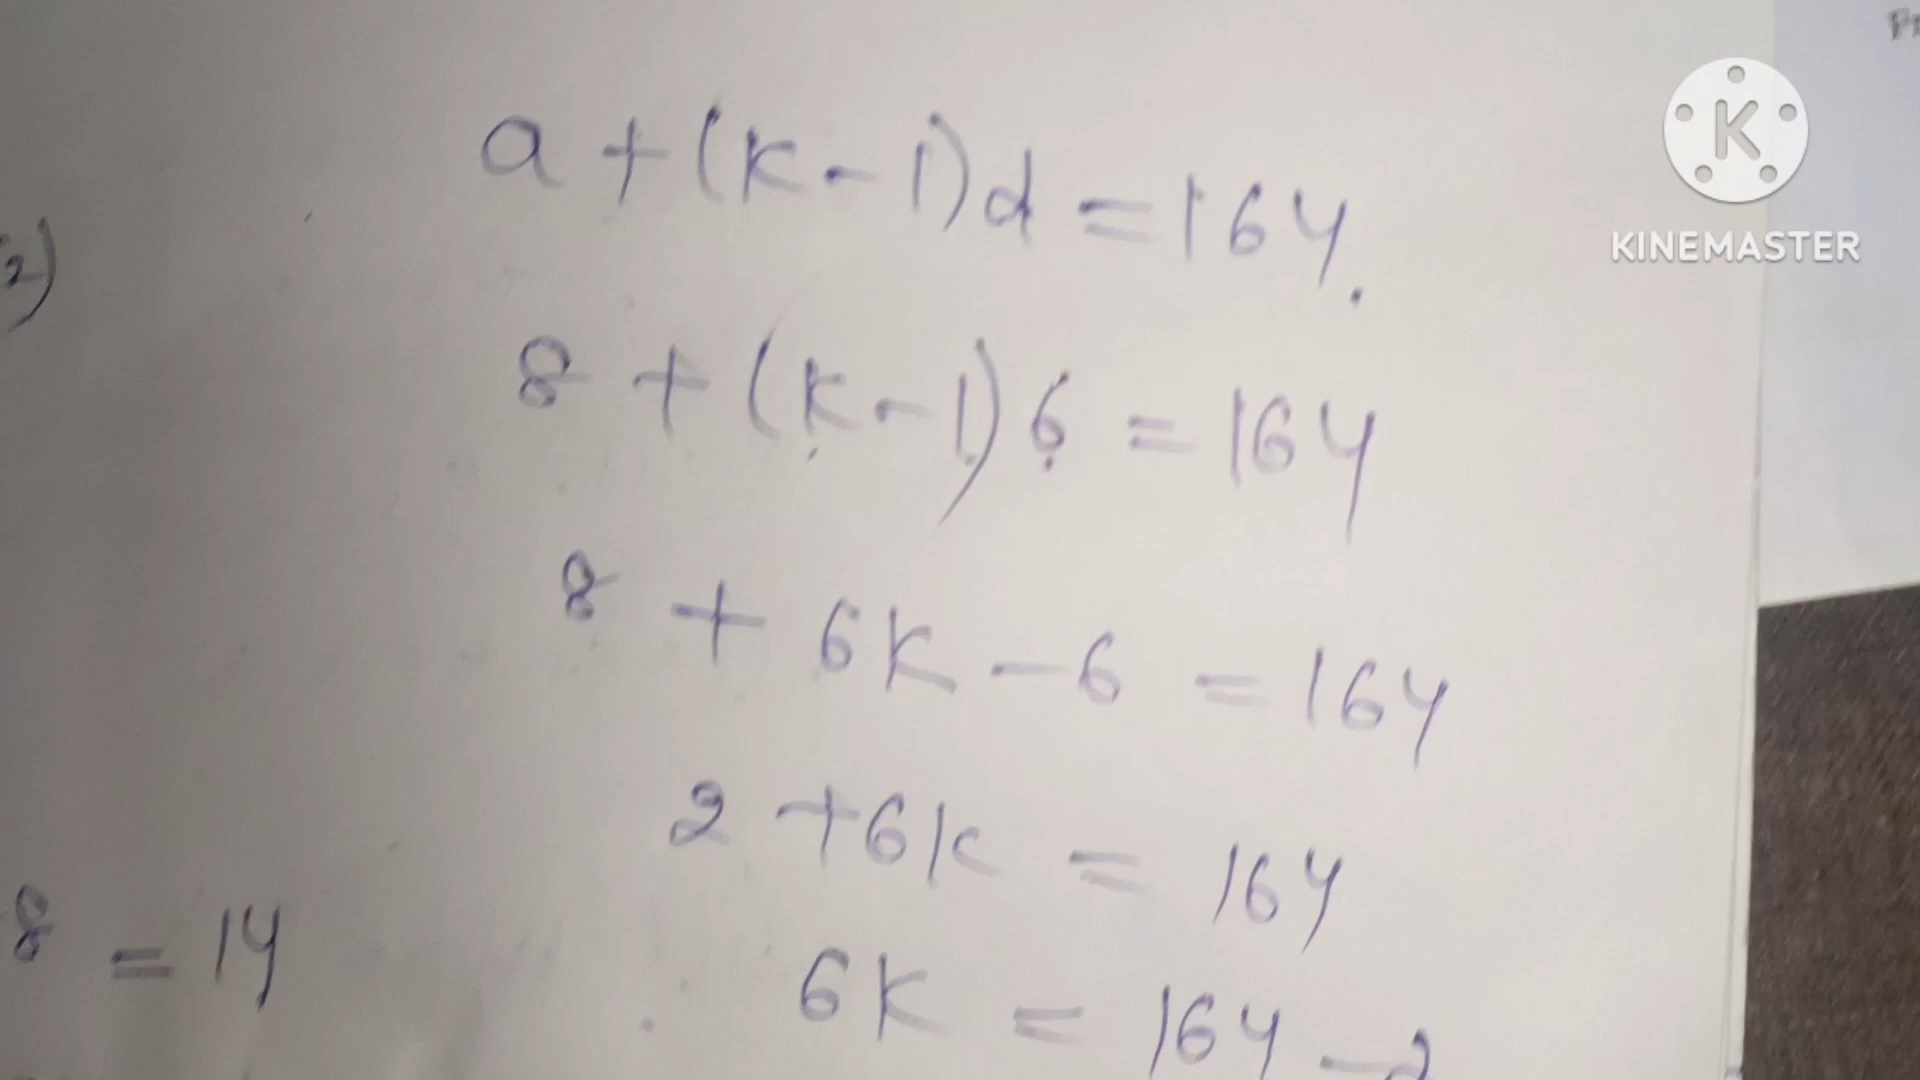 Pr
K
KINEMASTER
a + (K - 1)d = 164.
2)
8 + (K - 1) 6 = 164
8 + 6K - 6 = 164
2 + 6K = 164
8 = 14
6K = 164 - 2